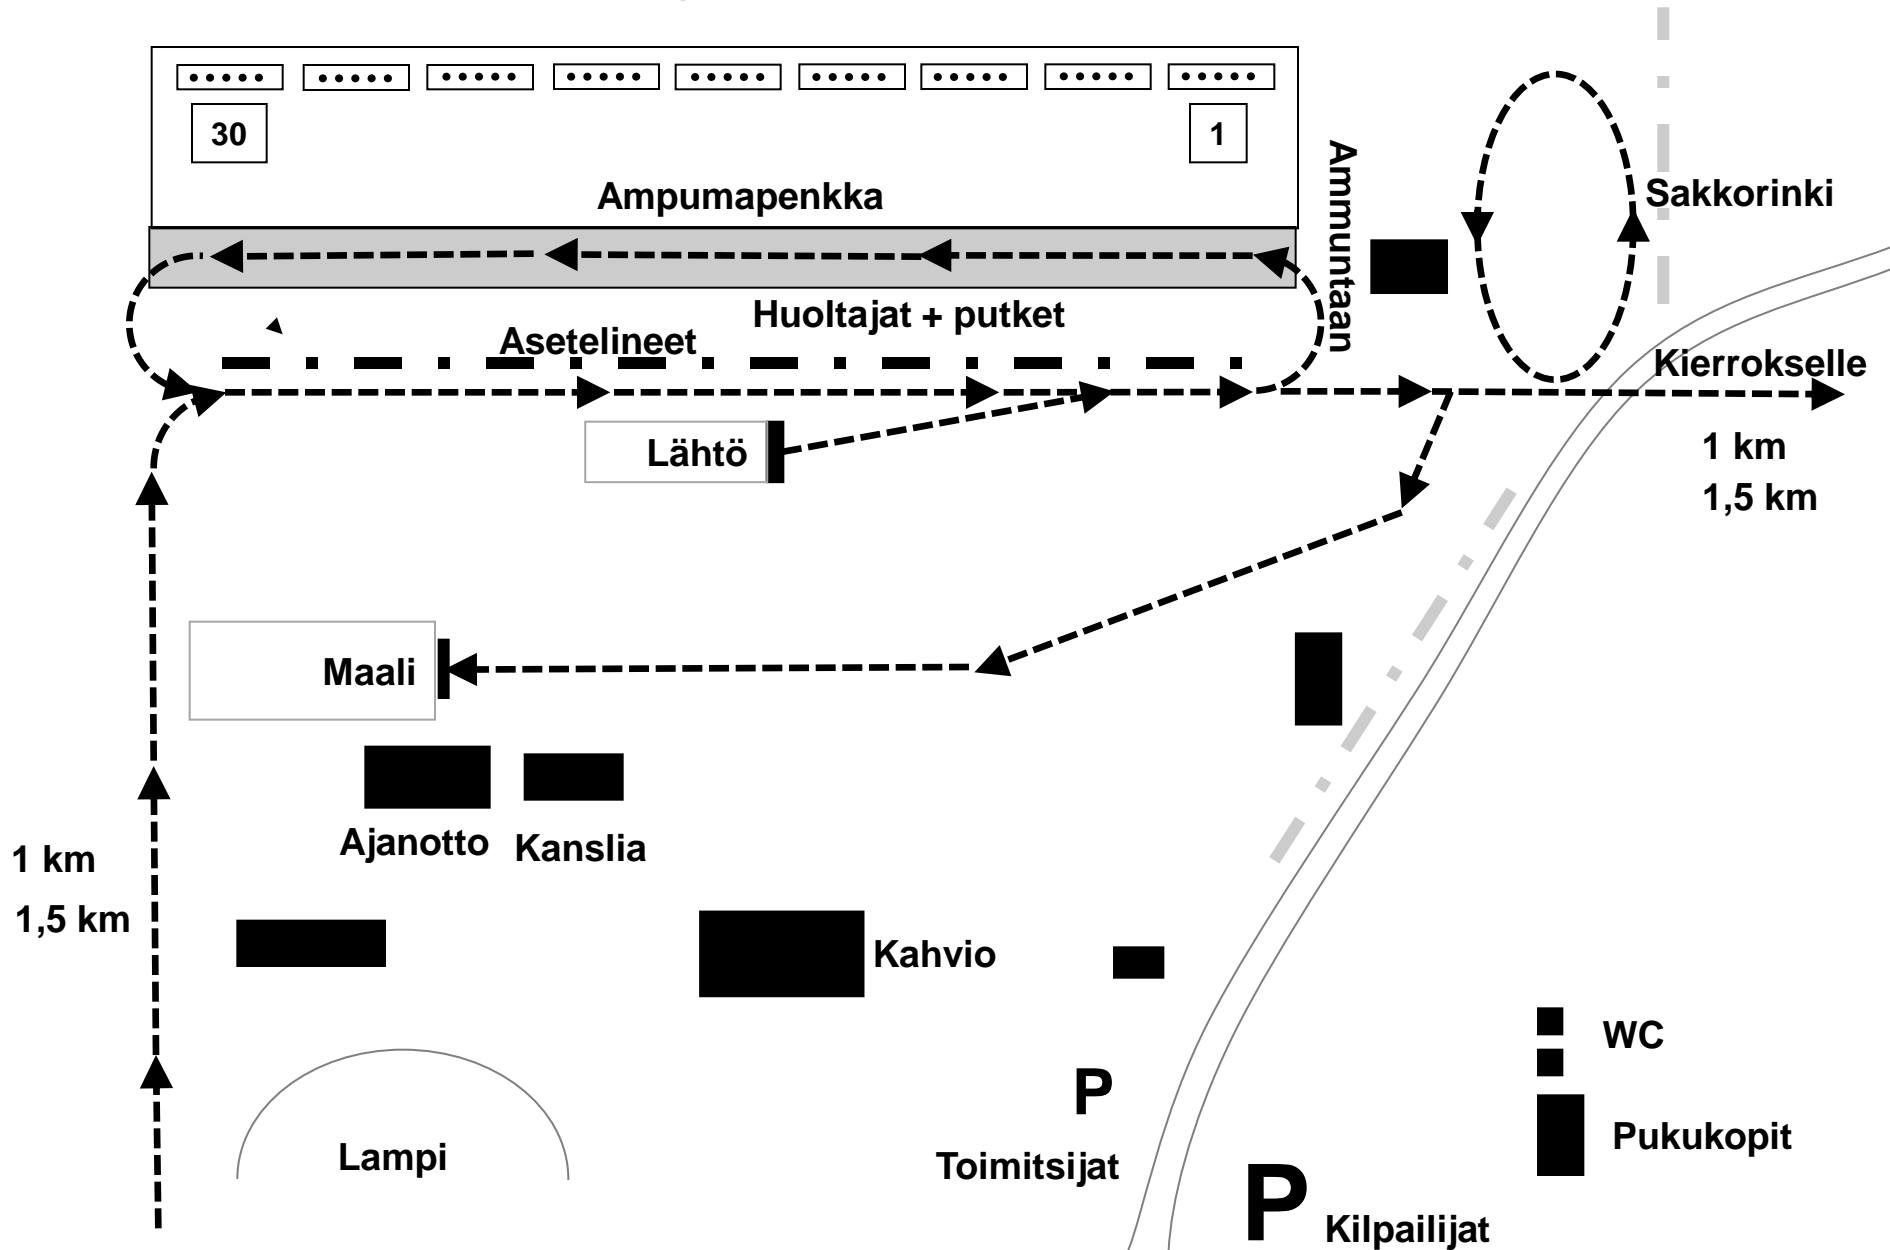 30
1
Ampumapenkka
Ammuntaan
Sakkorinki
Huoltajat + putket
Asetelineet
Kierrokselle
Lähtö
1 km
1,5 km
Maali
Ajanotto
Kanslia
1 km
1,5 km
Kahvio
WC
P
Pukukopit
Lampi
Toimitsijat
P
Kilpailijat